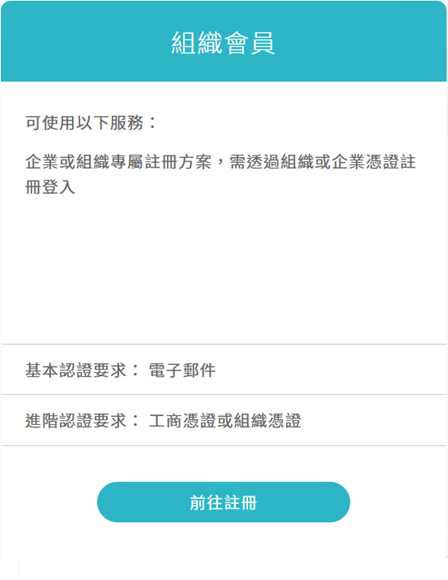 組織會員
可使用以下服務：
企業或組織專屬註冊方案，需透過組織或企業憑證註
冊登入
基本認證要求： 電子郵件
進階認證要求： 工商憑證或組織憑證
前往註冊